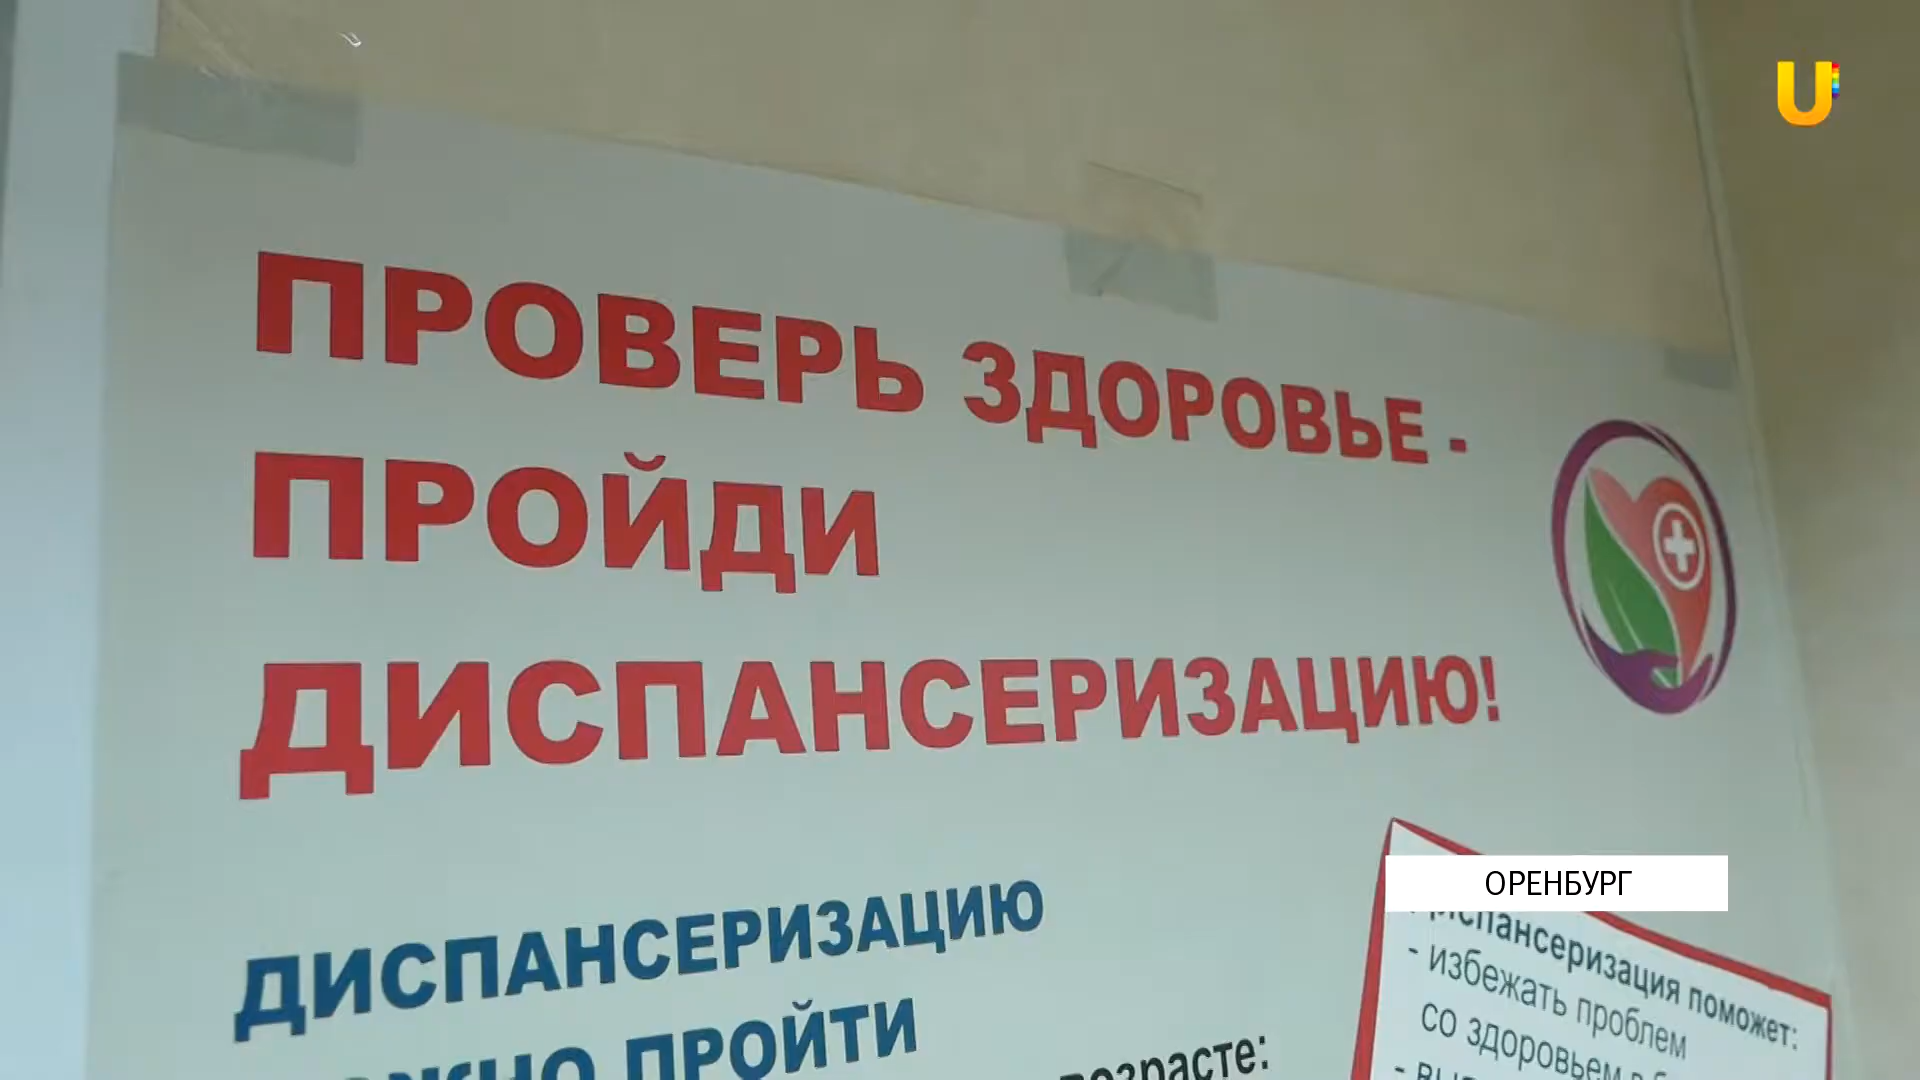 U
ПРОВЕРЬ ЗДОРОВЬЕ -
ПРОЙДИ
ДИСПАНСЕРИЗАЦИЮ!
ОРЕНБУРГ
ДИСПАНСЕРИЗАЦИЮ
ПРОЙТИ
Диспансеризация поможет:
- избежать проблем
со здоровьем в
возрасте: